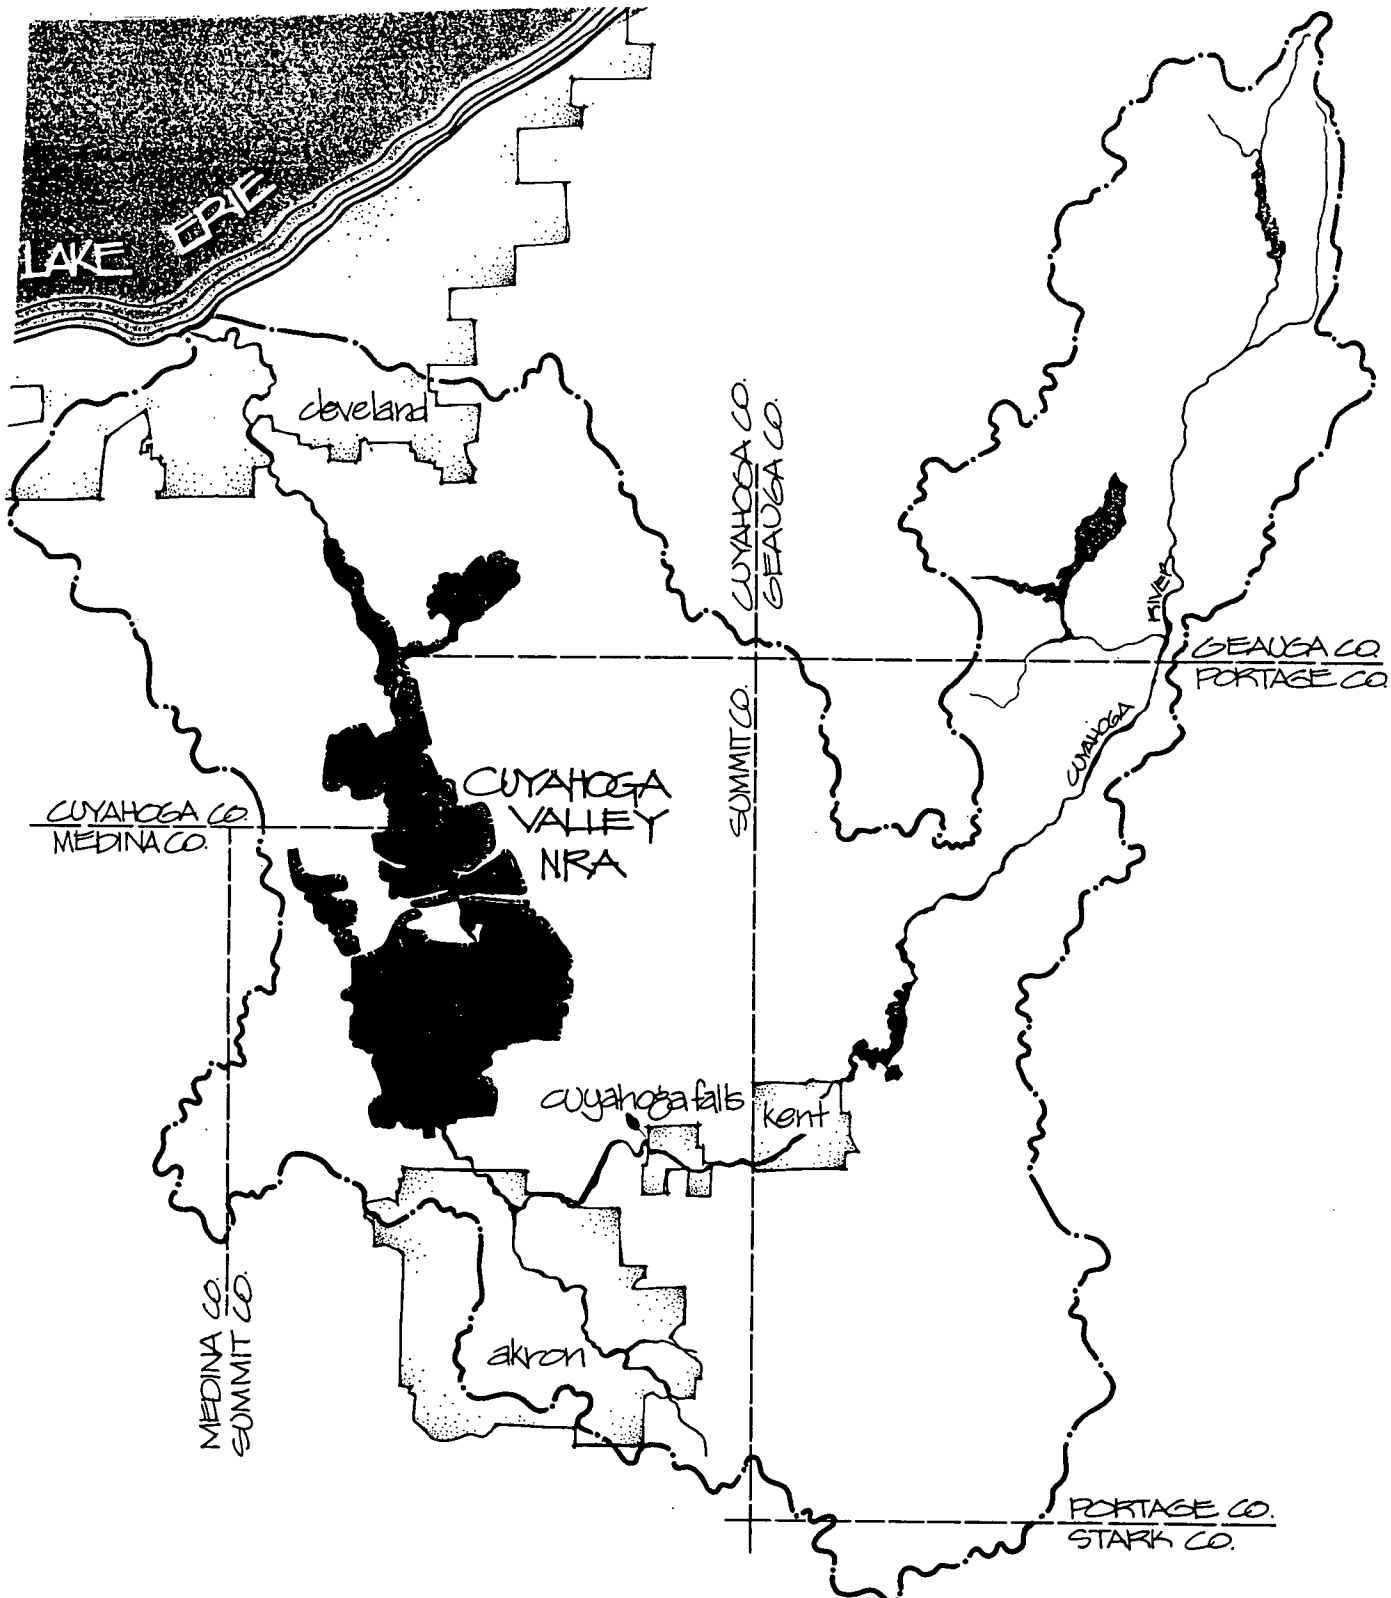 LAKE ERIE
cleveland
CUYAHOGA CO.
GEAUGA CO.
RIVER
GEAUGA CO.
PORTAGE CO.
SUMMIT CO.
CUYAHOGA
CUYAHOGA
VALLEY
NRA
CUYAHOGA CO.
MEDINA CO.
cuyahoga falls
kent
MEDINA CO.
SUMMIT CO.
akron
PORTAGE CO.
STARK CO.